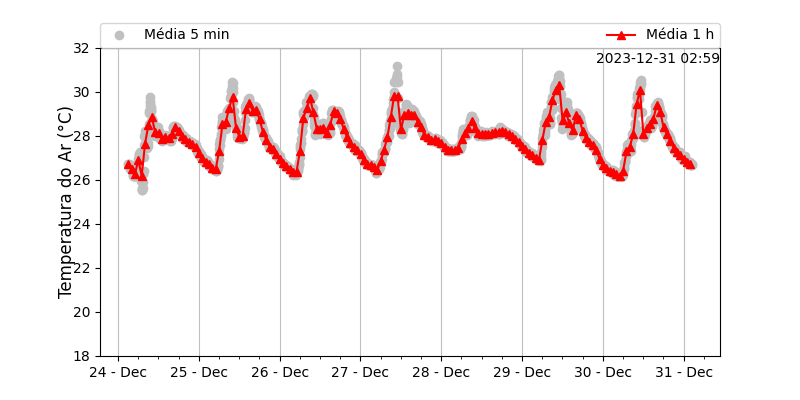 Média 5 min
Média 1 h
2023-12-31 02:59
Temperatura do Ar (°C)
32
30
28
26
24
22
20
18
24 - Dec
25 - Dec
26 - Dec
27 - Dec
28 - Dec
29 - Dec
30 - Dec
31 - Dec